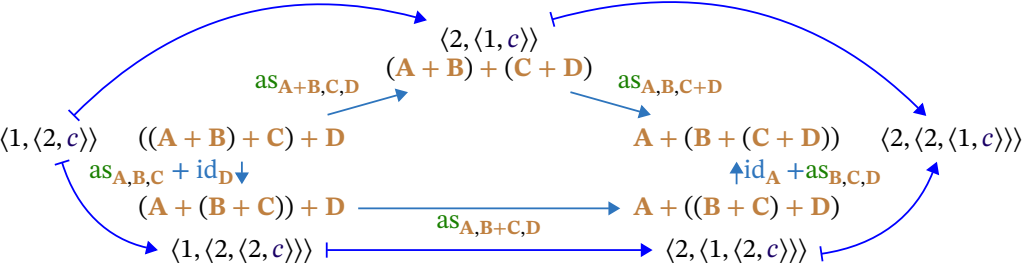 ⟨2, ⟨1, c⟩⟩
(A + B) + (C + D)
as_{A+B,C,D}
as_{A,B,C+D}
⟨1, ⟨2, c⟩⟩
((A + B) + C) + D
A + (B + (C + D))
⟨2, ⟨2, ⟨1, c⟩⟩⟩
as_{A,B,C} + id_D
id_A +as_{B,C,D}
(A + (B + C)) + D
A + ((B + C) + D)
as_{A,B+C,D}
⟨1, ⟨2, ⟨2, c⟩⟩⟩
⟨2, ⟨1, ⟨2, c⟩⟩⟩